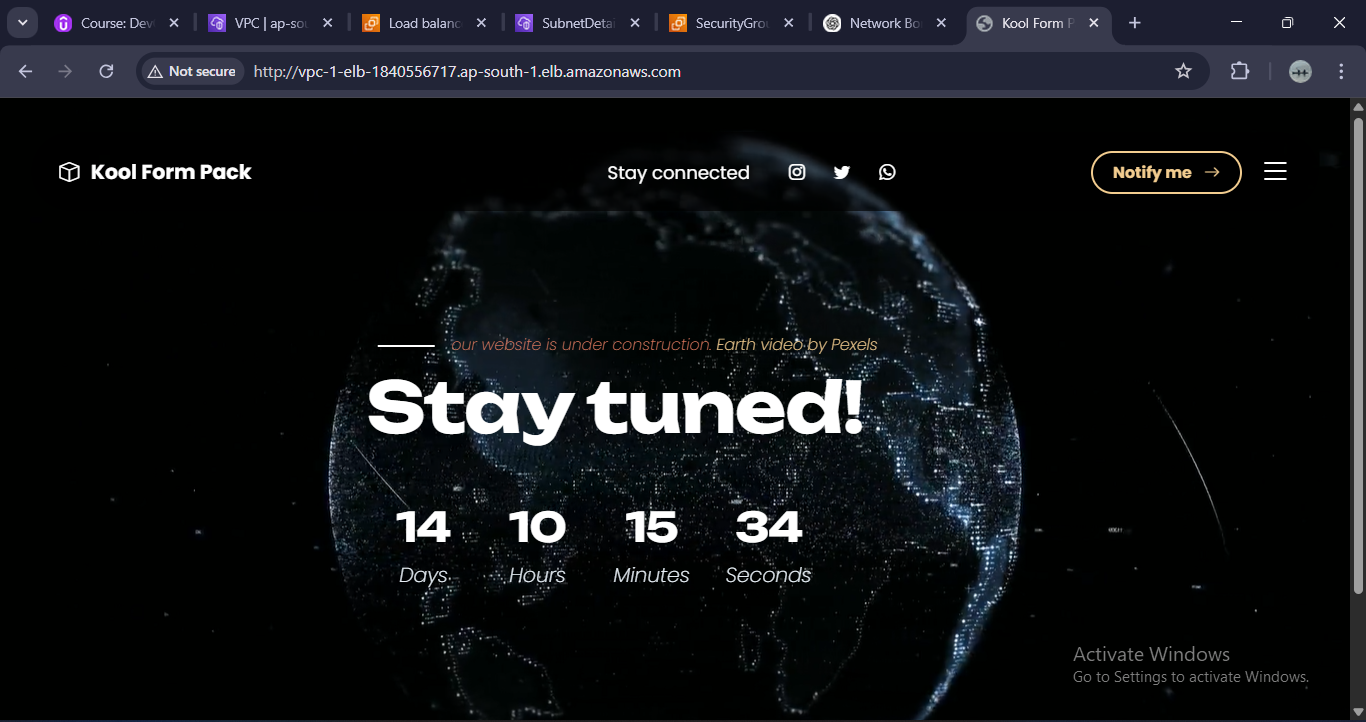 Course: Dev
VPC | ap-sou
Load balanc
SubnetDetai
SecurityGrou
Network Bo
Kool Form P
Not secure
http://vpc-1-elb-1840556717.ap-south-1.elb.amazonaws.com
Kool Form Pack
Stay connected
Notify me
our website is under construction. Earth video by Pexels
Stay tuned!
14 10 15 34
Days Hours Minutes Seconds
Activate Windows
Go to Settings to activate Windows.